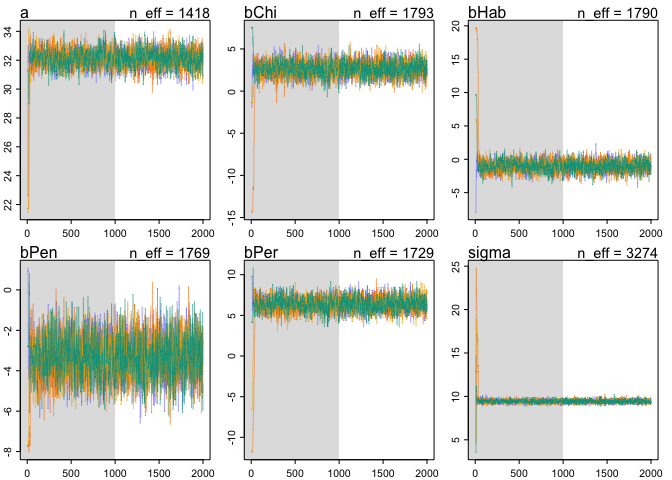 a n_eff = 1418
34
32
30
28
26
24
22
0 500 1000 1500 2000
bChi n_eff = 1793
5
0
-5
-10
-15
0 500 1000 1500 2000
bHab n_eff = 1790
20
15
10
5
0
-5
0 500 1000 1500 2000
bPen n_eff = 1769
0
-2
-4
-6
-8
0 500 1000 1500 2000
bPer n_eff = 1729
10
5
0
-5
-10
0 500 1000 1500 2000
sigma n_eff = 3274
25
20
15
10
5
0 500 1000 1500 2000